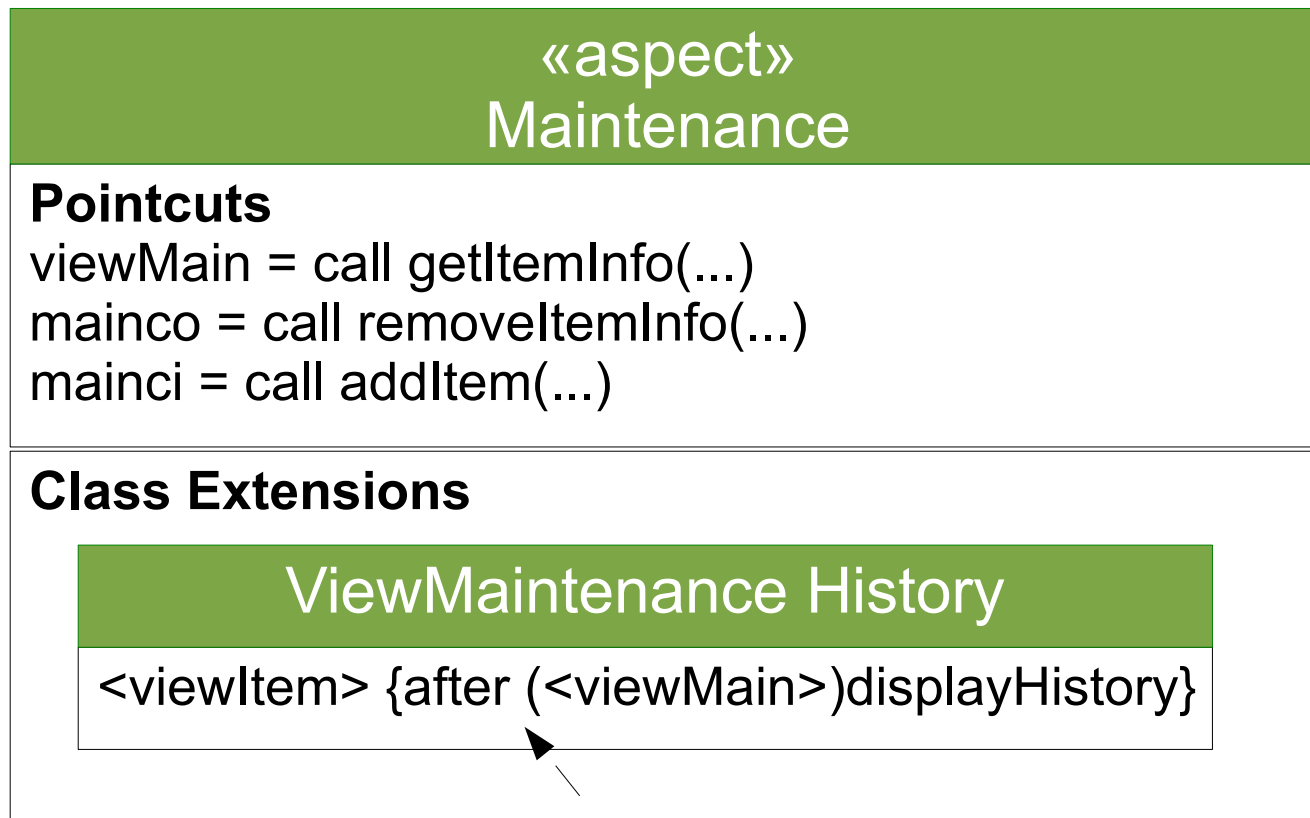 «aspect»
Maintenance
Pointcuts
viewMain = call getItemInfo(...)
mainco = call removeItemInfo(...)
mainci = call addItem(...)
Class Extensions
ViewMaintenance History
<viewItem> {after (<viewMain>)displayHistory}